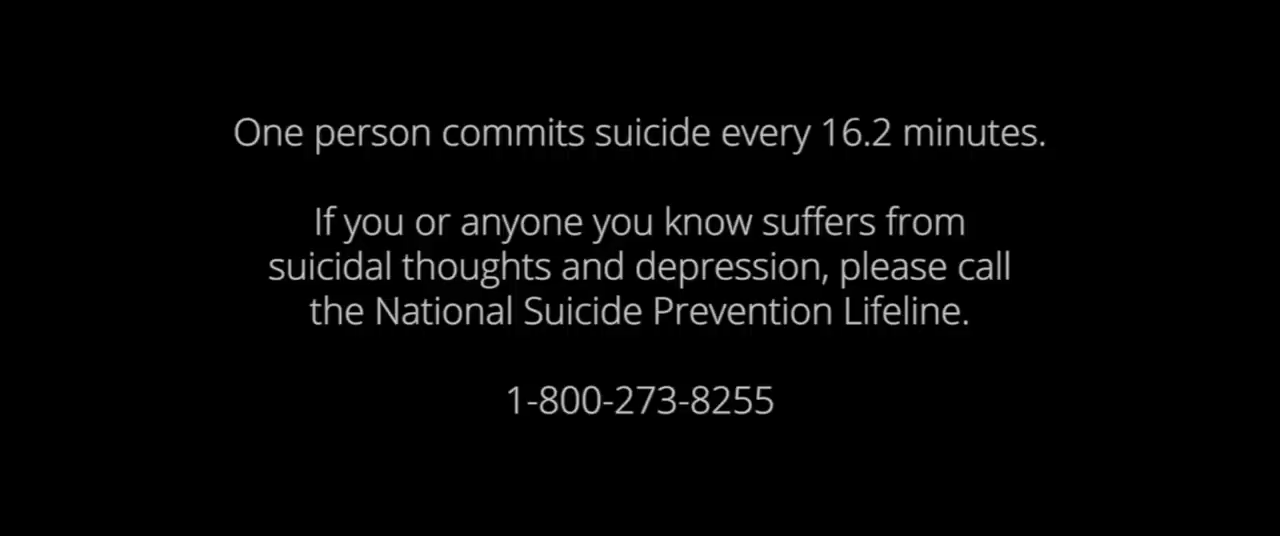 One person commits suicide every 16.2 minutes.
If you or anyone you know suffers from
suicidal thoughts and depression, please call
the National Suicide Prevention Lifeline.
1-800-273-8255